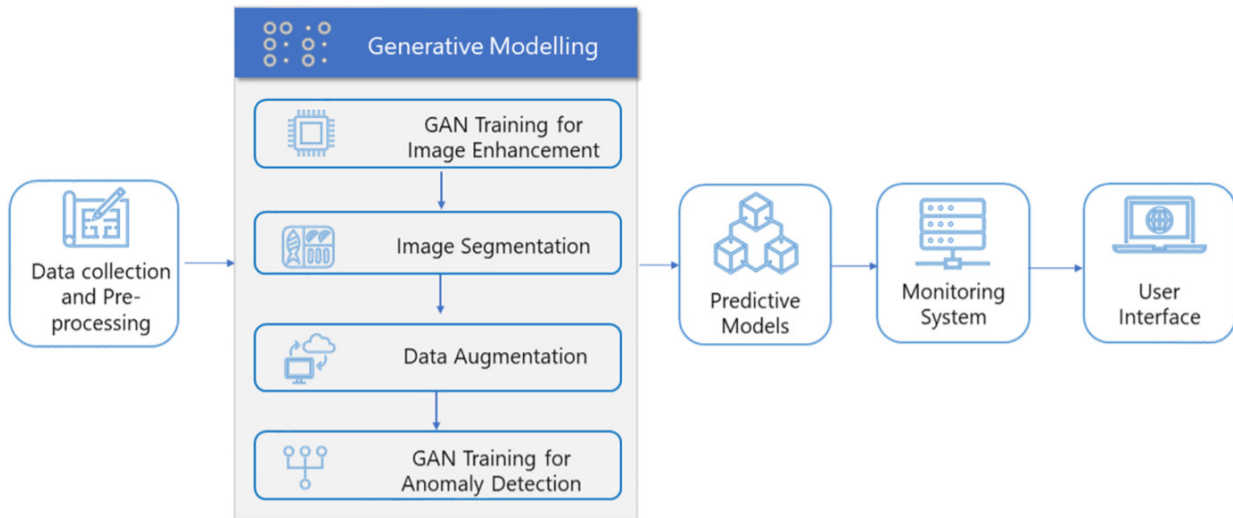 Generative Modelling
GAN Training for
Image Enhancement
Image Segmentation
Data Augmentation
GAN Training for
Anomaly Detection
Data collection
and Pre-
processing
Predictive
Models
Monitoring
System
User
Interface